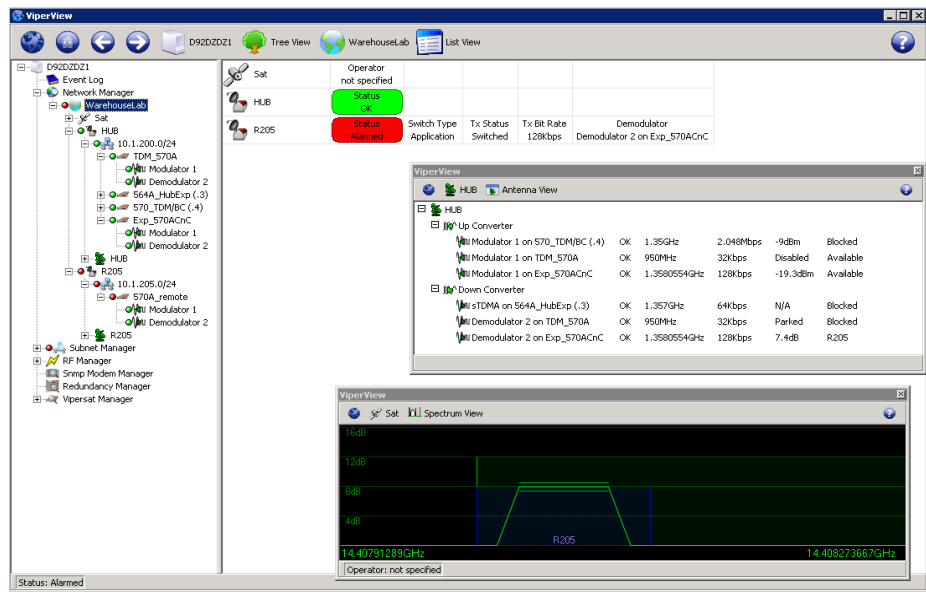 ViperView
D92DZDZ1 Tree View WarehouseLab List View
D92DZDZ1
Event Log
Network Manager
WarehouseLab
Sat
HUB
10.1.200.0/24
TDM_570A
Modulator 1
Demodulator 2
564A_HubExp (.3)
570_TDM/BC (.4)
Exp_570ACnC
Modulator 1
Demodulator 2
HUB
R205
10.1.205.0/24
570A_remote
Modulator 1
Demodulator 2
R205
Subnet Manager
RF Manager
Snmp Modem Manager
Redundancy Manager
Vipersat Manager
Sat Operator
not specified
HUB Status
OK
R205 Status Switch Type Tx Status Tx Bit Rate Demodulator
Alarmed Application Switched 128Kbps Demodulator 2 on Exp_570ACnC
ViperView
HUB Antenna View
HUB
Up Converter
Modulator 1 on 570_TDM/BC (.4) OK 1.35GHz 2.048Mbps -9dBm Blocked
Modulator 1 on TDM_570A OK 950MHz 32Kbps Disabled Available
Modulator 1 on Exp_570ACnC OK 1.3580554GHz 128Kbps -19.3dBm Available
Down Converter
sTDMA on 564A_HubExp (.3) OK 1.357GHz 64Kbps N/A Blocked
Demodulator 2 on TDM_570A OK 950MHz 32Kbps Parked Blocked
Demodulator 2 on Exp_570ACnC OK 1.3580554GHz 128Kbps 7.4dB R205
ViperView
Sat Spectrum View
16dB
12dB
8dB
4dB
R205
14.40791289GHz 14.408273667GHz
Operator: not specified
Status: Alarmed